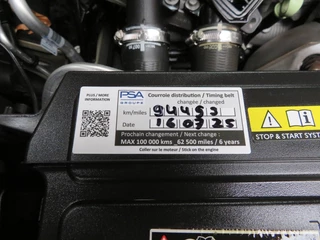 PLUS / MORE
INFORMATION
PSA
GROUPE
Courroie distribution / Timing belt
changée / changed
km/miles 94453
Date 16 07 25
Prochain changement / Next change :
MAX 100 000 kms _62 500 miles / 6 years
Coller sur le moteur / Stick on the engine
STOP & START SYST